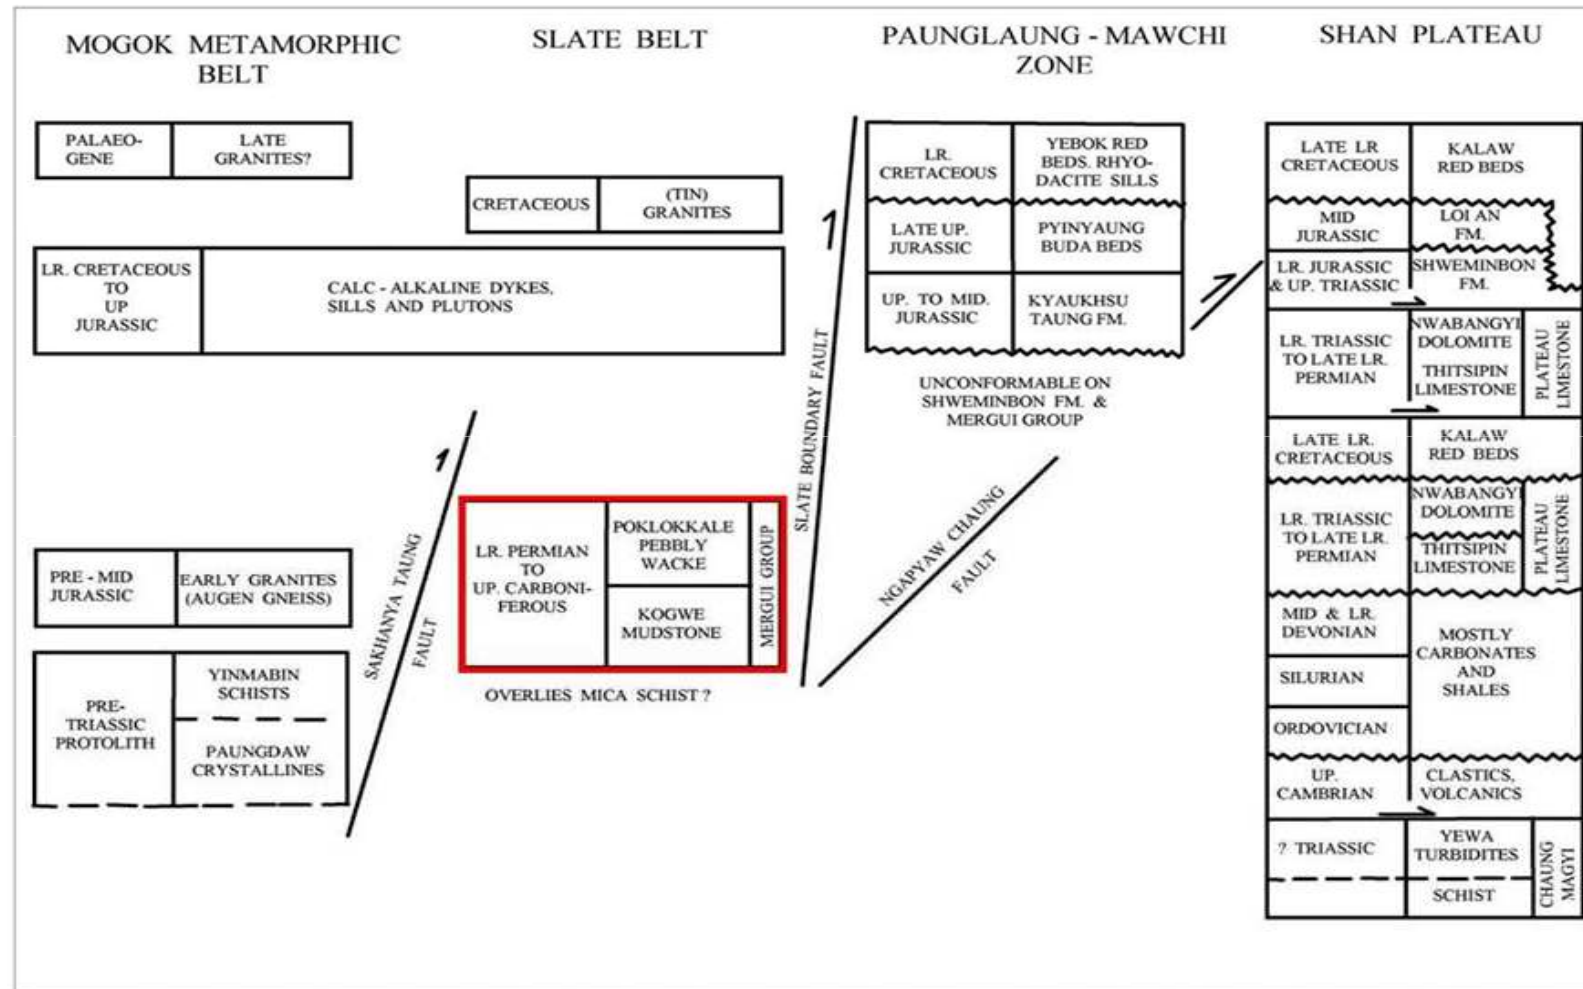 MOGOK METAMORPHIC
BELT
PALAEO-
GENE
LATE
GRANITES?
LR. CRETACEOUS
TO
UP
JURASSIC
CALC - ALKALINE DYKES,
SILLS AND PLUTONS
PRE - MID
JURASSIC
EARLY GRANITES
(AUGEN GNEISS)
PRE-
TRIASSIC
PROTOLITH
YINMABIN
SCHISTS
PAUNGDAW
CRYSTALLINES
SAKHANYA TAUNG
FAULT
SLATE BELT
CRETACEOUS
(TIN)
GRANITES
LR. PERMIAN
TO
UP. CARBONI-
FEROUS
POKLOKKALE
PEBBLY
WACKE
KOGWE
MUDSTONE
MERGUI GROUP
OVERLIES MICA SCHIST ?
SLATE BOUNDARY FAULT
PAUNGLAUNG - MAWCHI
ZONE
LR.
CRETACEOUS
YEBOK RED
BEDS. RHYO-
DACITE SILLS
LATE UP.
JURASSIC
PYINYAUNG
BUDA BEDS
UP. TO MID.
JURASSIC
KYAUKHSU
TAUNG FM.
UNCONFORMABLE ON
SHWEMINBON FM. &
MERGUI GROUP
NGAPYAW CHAUNG
FAULT
SHAN PLATEAU
LATE LR
CRETACEOUS
KALAW
RED BEDS
MID
JURASSIC
LOI AN
FM.
LR. JURASSIC
& UP. TRIASSIC
SHWEMINBON
FM.
LR. TRIASSIC
TO LATE LR.
PERMIAN
NWABANGYI
DOLOMITE
THITSIPIN
LIMESTONE
PLATEAU
LIMESTONE
LATE LR.
CRETACEOUS
KALAW
RED BEDS
LR. TRIASSIC
TO LATE LR.
PERMIAN
NWABANGYI
DOLOMITE
THITSIPIN
LIMESTONE
PLATEAU
LIMESTONE
MID & LR.
DEVONIAN
SILURIAN
ORDOVICIAN
MOSTLY
CARBONATES
AND
SHALES
UP.
CAMBRIAN
CLASTICS,
VOLCANICS
? TRIASSIC
YEWA
TURBIDITES
SCHIST
CHAUNG
MAGYI